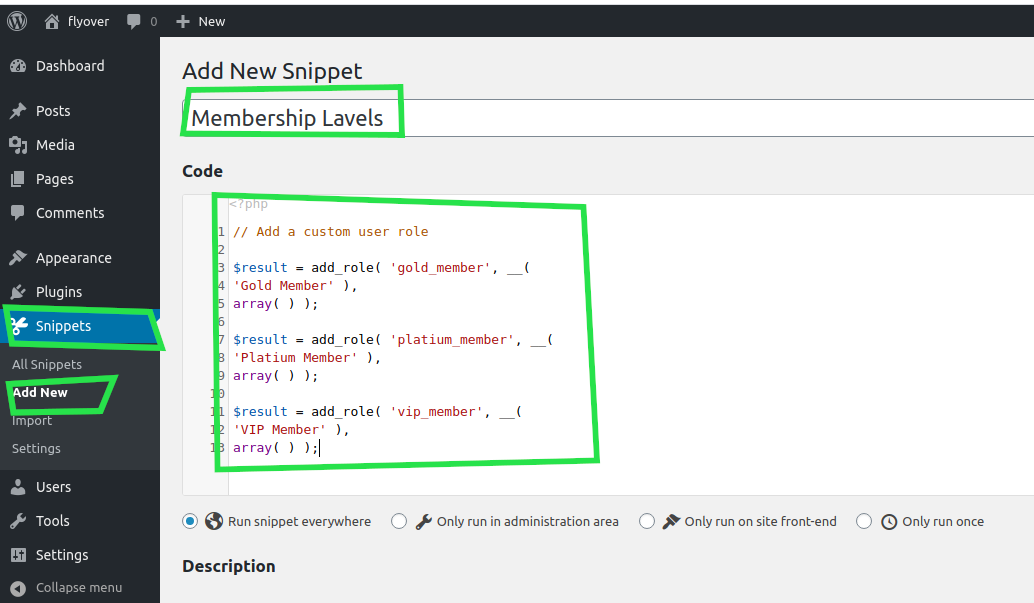 flyover 0 New
Dashboard
Posts
Media
Pages
Comments
Appearance
Plugins
Snippets
All Snippets
Add New
Import
Settings
Users
Tools
Settings
Collapse menu
Add New Snippet
Membership Lavels
Code
<?php
1 // Add a custom user role
2
3 $result = add_role( 'gold_member', __(
4 'Gold Member' ),
5 array( ) );
6
7 $result = add_role( 'platium_member', __(
8 'Platium Member' ),
9 array( ) );
10
11 $result = add_role( 'vip_member', __(
12 'VIP Member' ),
13 array( ) );
Run snippet everywhere Only run in administration area Only run on site front-end Only run once
Description